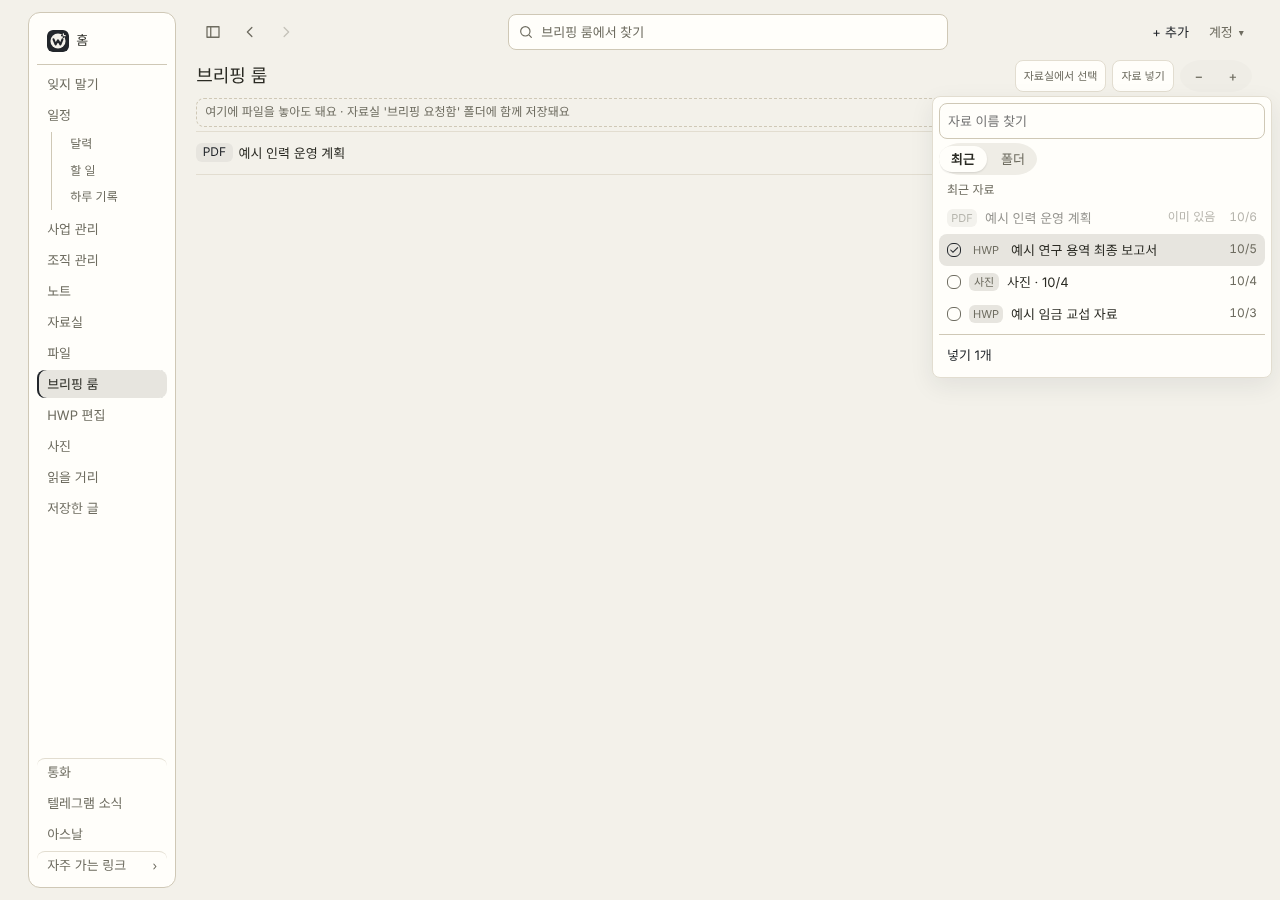 홈
잊지 말기
일정
달력
할 일
하루 기록
사업 관리
조직 관리
노트
자료실
파일
브리핑 룸
HWP 편집
사진
읽을 거리
저장한 글
통화
텔레그램 소식
아스날
자주 가는 링크 ›
브리핑 룸에서 찾기
+ 추가 계정 ▾
브리핑 룸
자료실에서 선택 자료 넣기 − +
여기에 파일을 놓아도 돼요 · 자료실 '브리핑 요청함' 폴더에 함께 저장돼요
PDF 예시 인력 운영 계획
자료 이름 찾기
최근 폴더
최근 자료
PDF 예시 인력 운영 계획 이미 있음 10/6
HWP 예시 연구 용역 최종 보고서 10/5
사진 사진 · 10/4 10/4
HWP 예시 임금 교섭 자료 10/3
넣기 1개